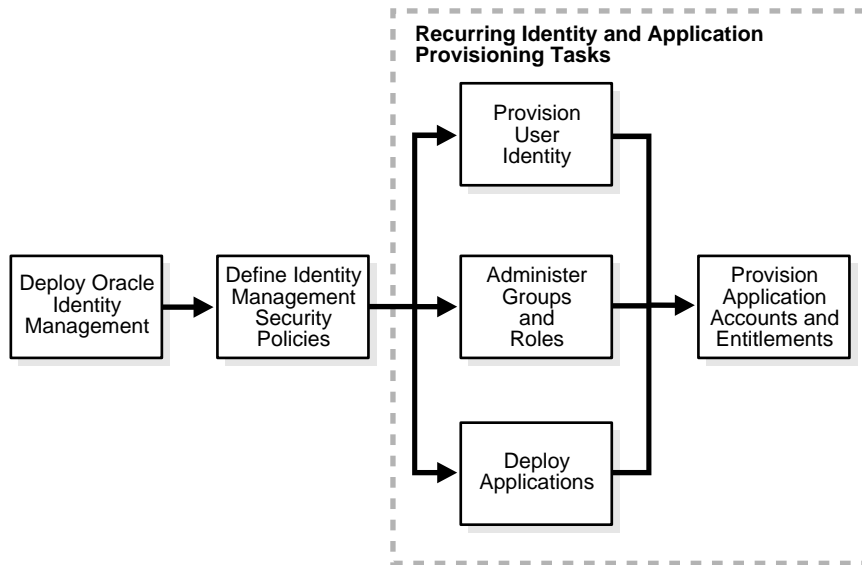 Recurring Identity and Application
Provisioning Tasks
Provision
User
Identity
Deploy Oracle
Identity
Management
Define Identity
Management
Security
Policies
Administer
Groups
and
Roles
Provision
Application
Accounts and
Entitlements
Deploy
Applications